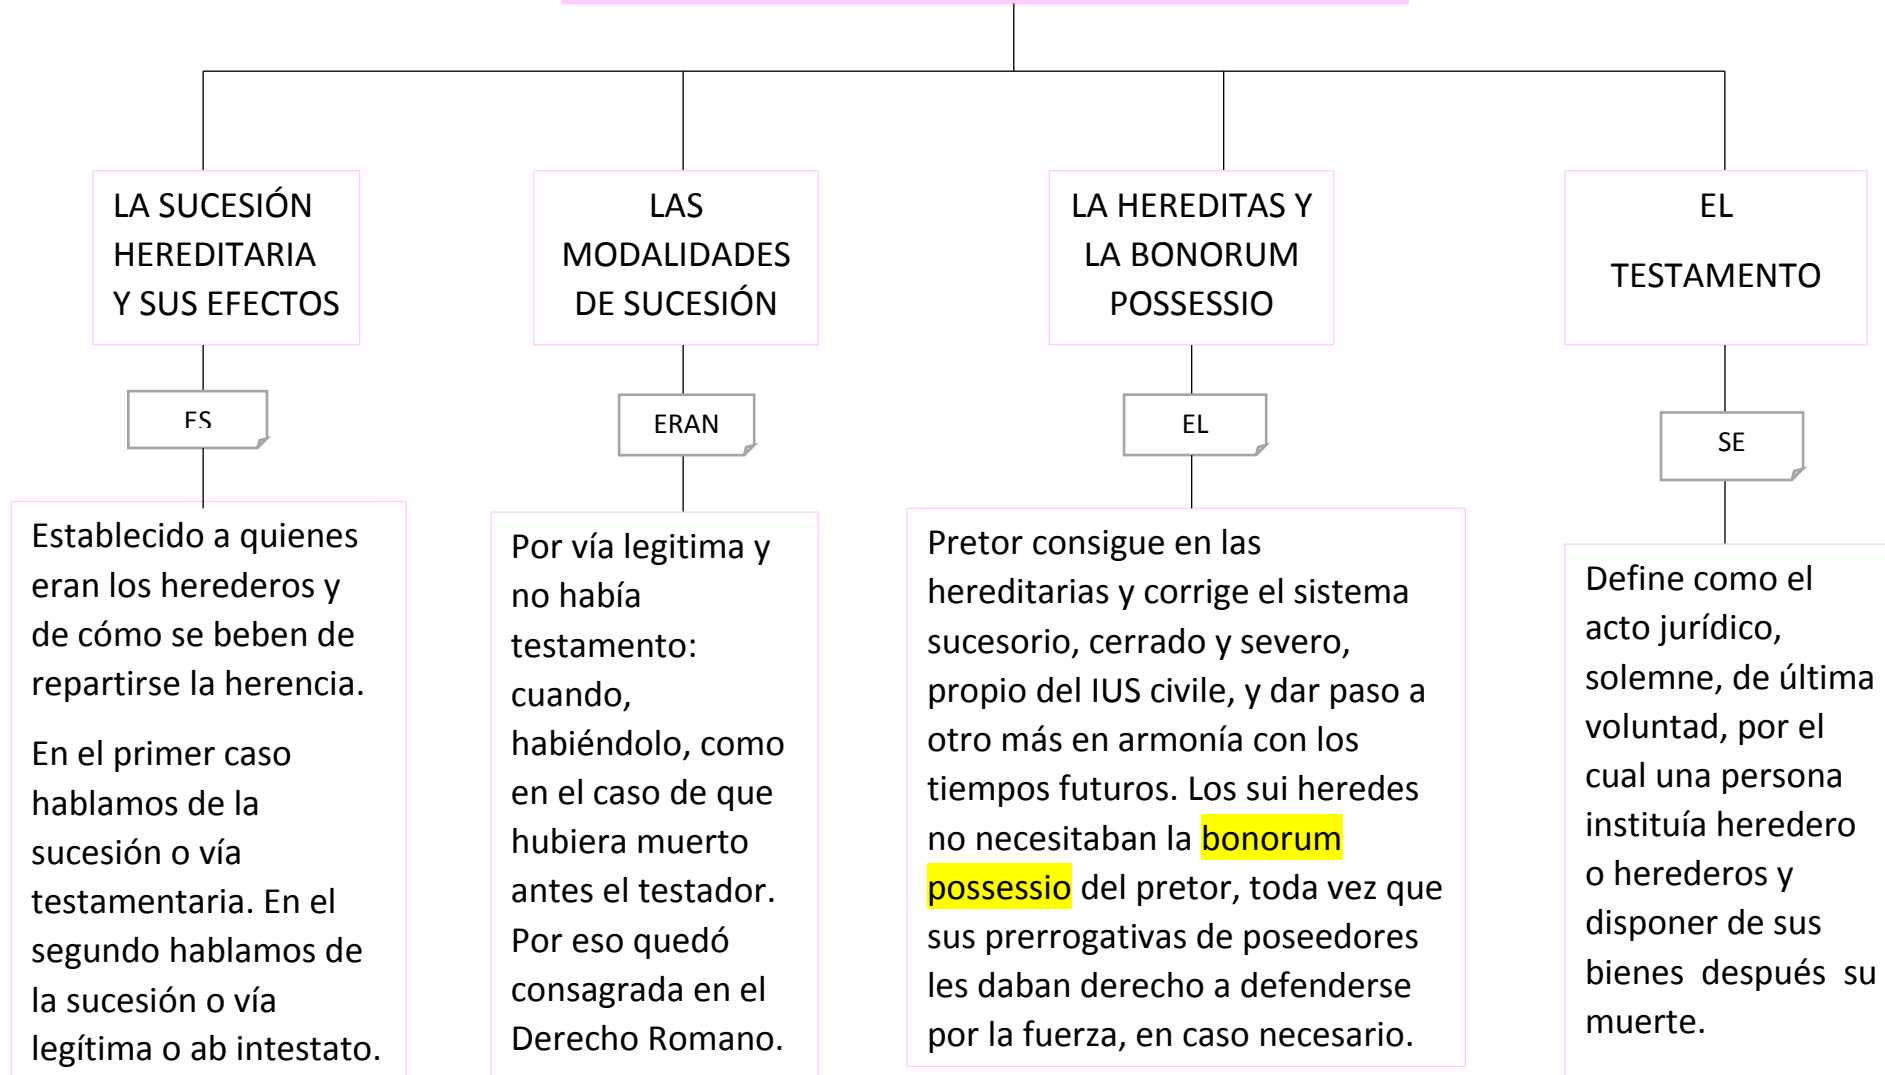 LA SUCESIÓN
HEREDITARIA
Y SUS EFECTOS
ES
Establecido a quienes
eran los herederos y
de cómo se beben de
repartirse la herencia.
En el primer caso
hablamos de la
sucesión o vía
testamentaria. En el
segundo hablamos de
la sucesión o vía
legítima o ab intestato.
LAS
MODALIDADES
DE SUCESIÓN
ERAN
Por vía legitima y
no había
testamento:
cuando,
habiéndolo, como
en el caso de que
hubiera muerto
antes el testador.
Por eso quedó
consagrada en el
Derecho Romano.
LA HEREDITAS Y
LA BONORUM
POSSESSIO
EL
Pretor consigue en las
hereditarias y corrige el sistema
sucesorio, cerrado y severo,
propio del IUS civile, y dar paso a
otro más en armonía con los
tiempos futuros. Los sui heredes
no necesitaban la bonorum
possessio del pretor, toda vez que
sus prerrogativas de poseedores
les daban derecho a defenderse
por la fuerza, en caso necesario.
EL
TESTAMENTO
SE
Define como el
acto jurídico,
solemne, de última
voluntad, por el
cual una persona
instituía heredero
o herederos y
disponer de sus
bienes después su
muerte.